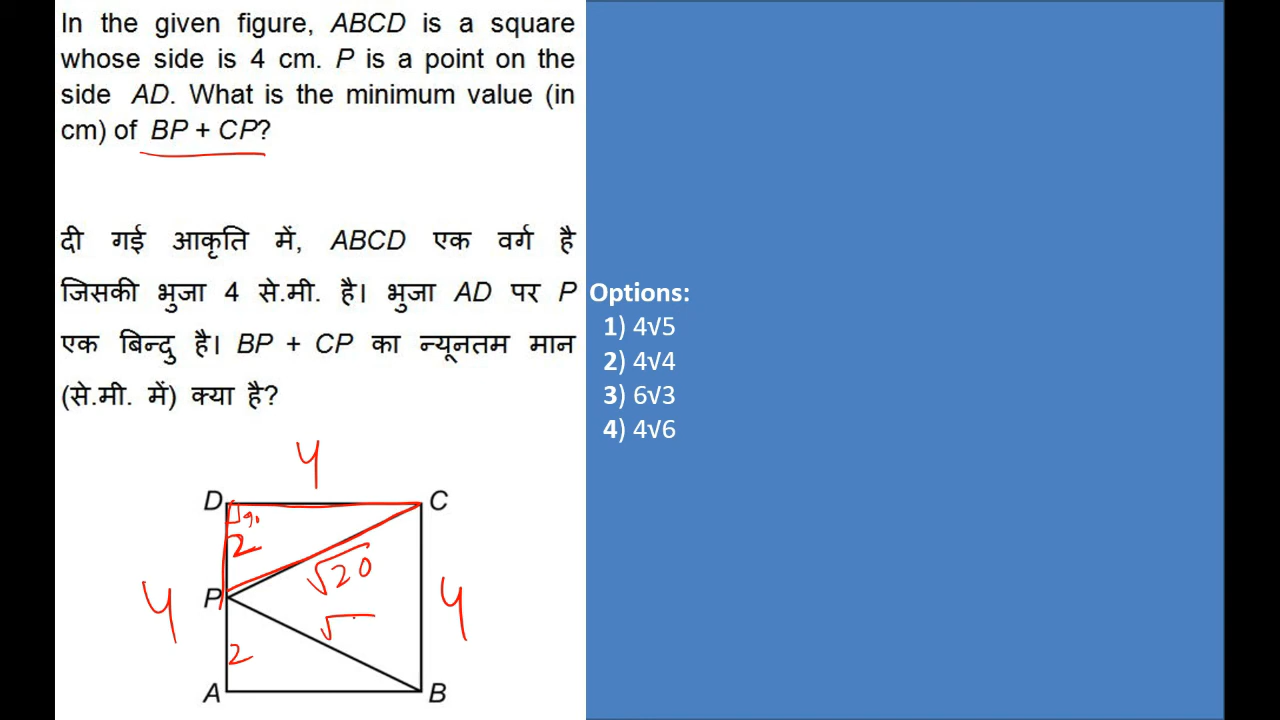 In the given figure, ABCD is a square
whose side is 4 cm. P is a point on the
side AD. What is the minimum value (in
cm) of BP + CP?
दी गई आकृति में, ABCD एक वर्ग है
जिसकी भुजा 4 से.मी. है। भुजा AD पर P
एक बिन्दु है। BP + CP का न्यूनतम मान
(से.मी. में) क्या है?
Options:
1) 4√5
2) 4√4
3) 6√3
4) 4√6
4
D
C
90
2
√20
4
P
4
√
2
A
B